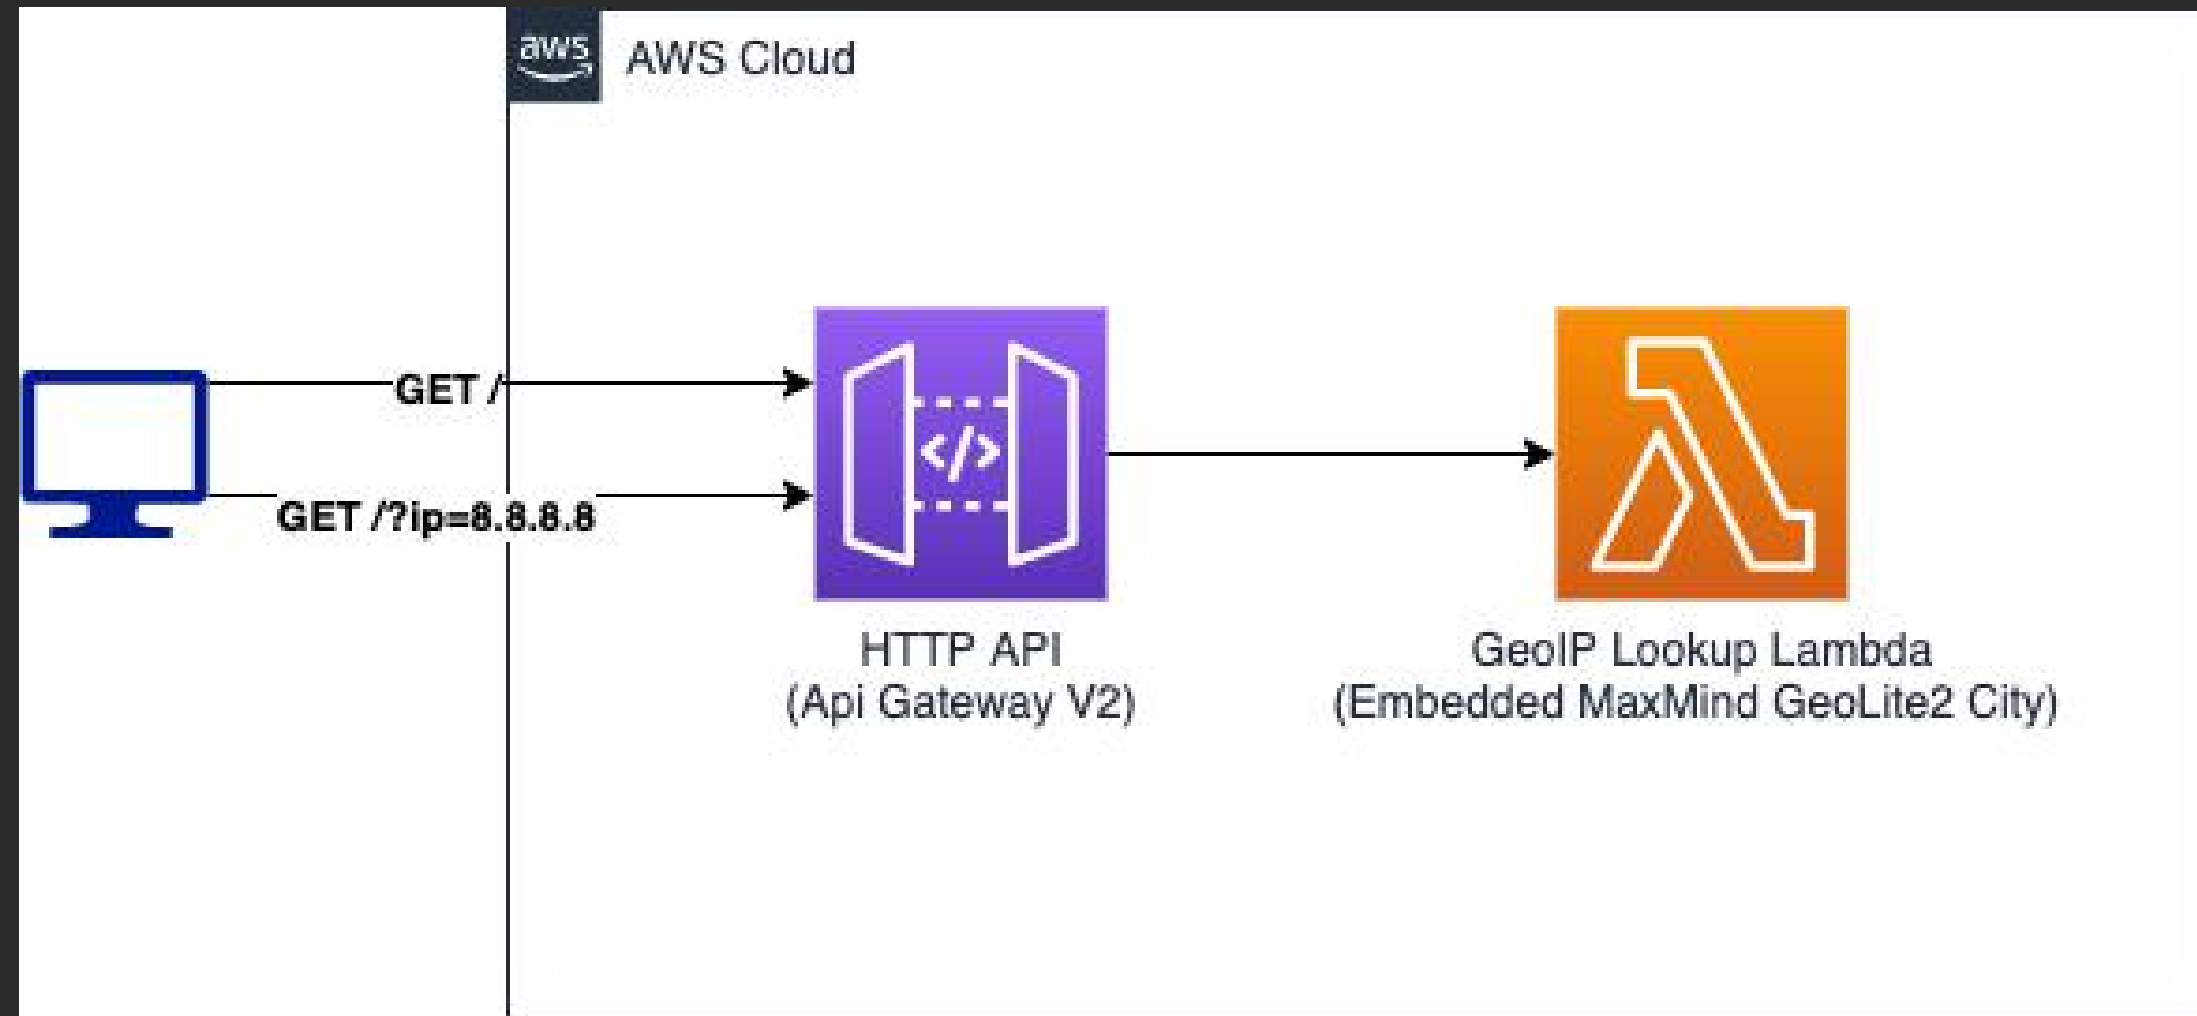 aws
AWS Cloud
GET /
GET /?ip=8.8.8.8
</>
HTTP API
(Api Gateway V2)
GeoIP Lookup Lambda
(Embedded MaxMind GeoLite2 City)